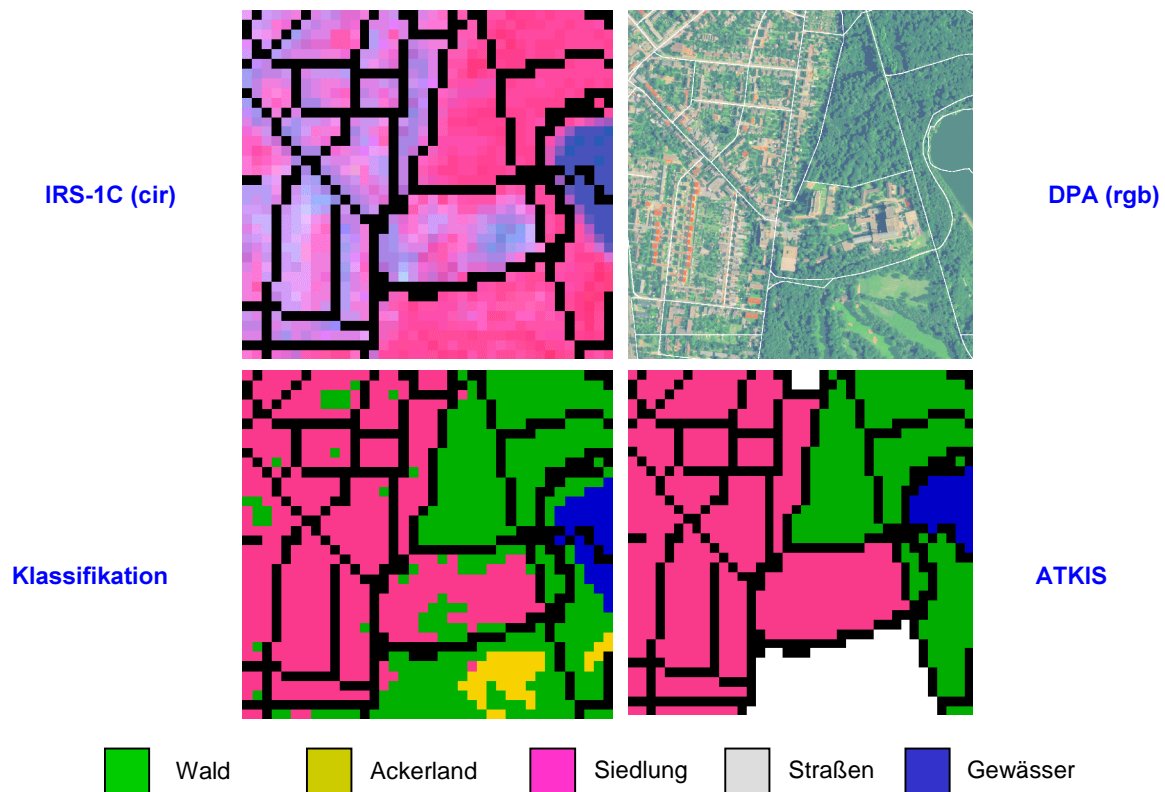 IRS-1C (cir)
DPA (rgb)
Klassifikation
ATKIS
Wald
Ackerland
Siedlung
Straßen
Gewässer